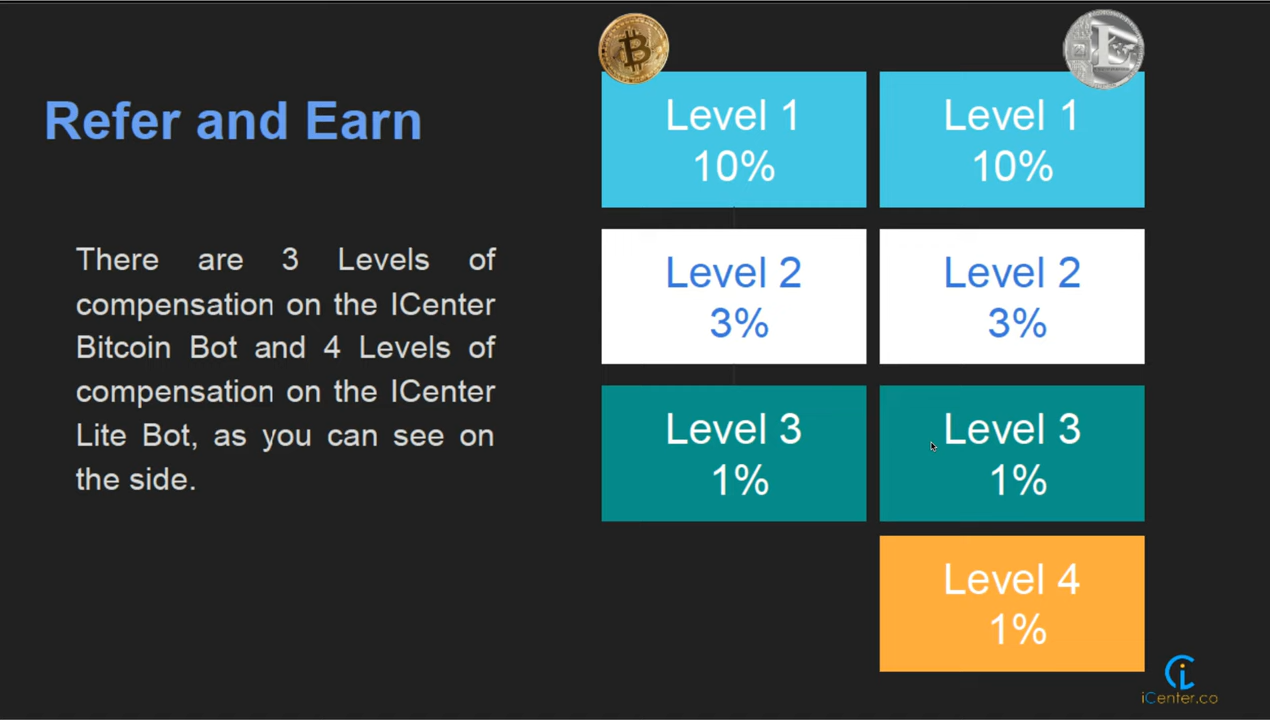 Refer and Earn
There are 3 Levels of
compensation on the ICenter
Bitcoin Bot and 4 Levels of
compensation on the ICenter
Lite Bot, as you can see on
the side.
Level 1
10%
Level 2
3%
Level 3
1%
Level 1
10%
Level 2
3%
Level 3
1%
Level 4
1%
iCenter.co